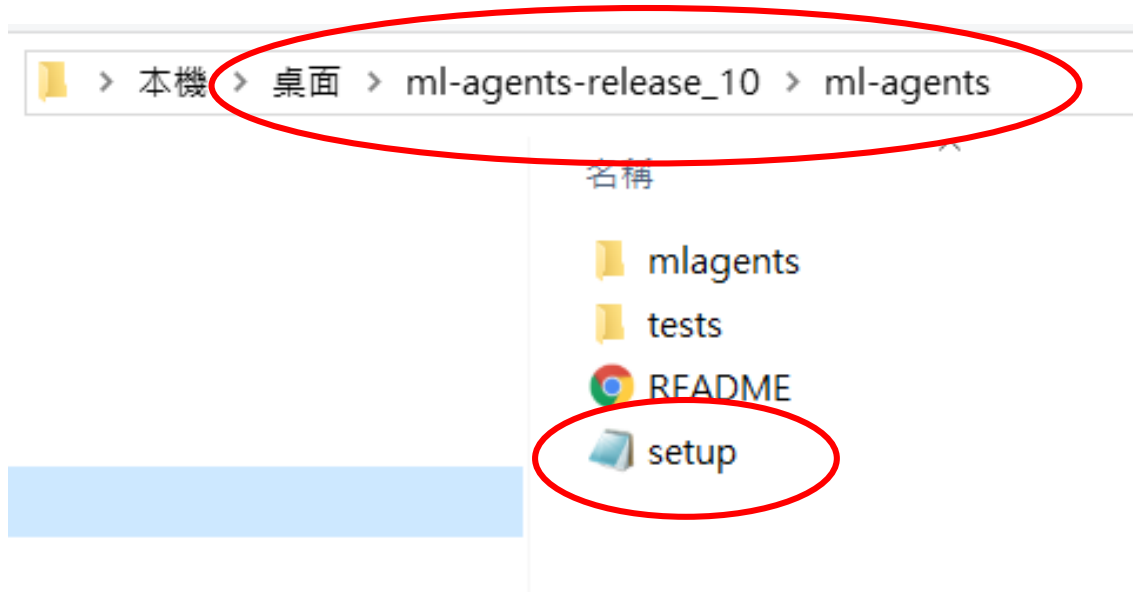 本機 > 桌面 > ml-agents-release_10 > ml-agents
名稱
mlagents
tests
README
setup